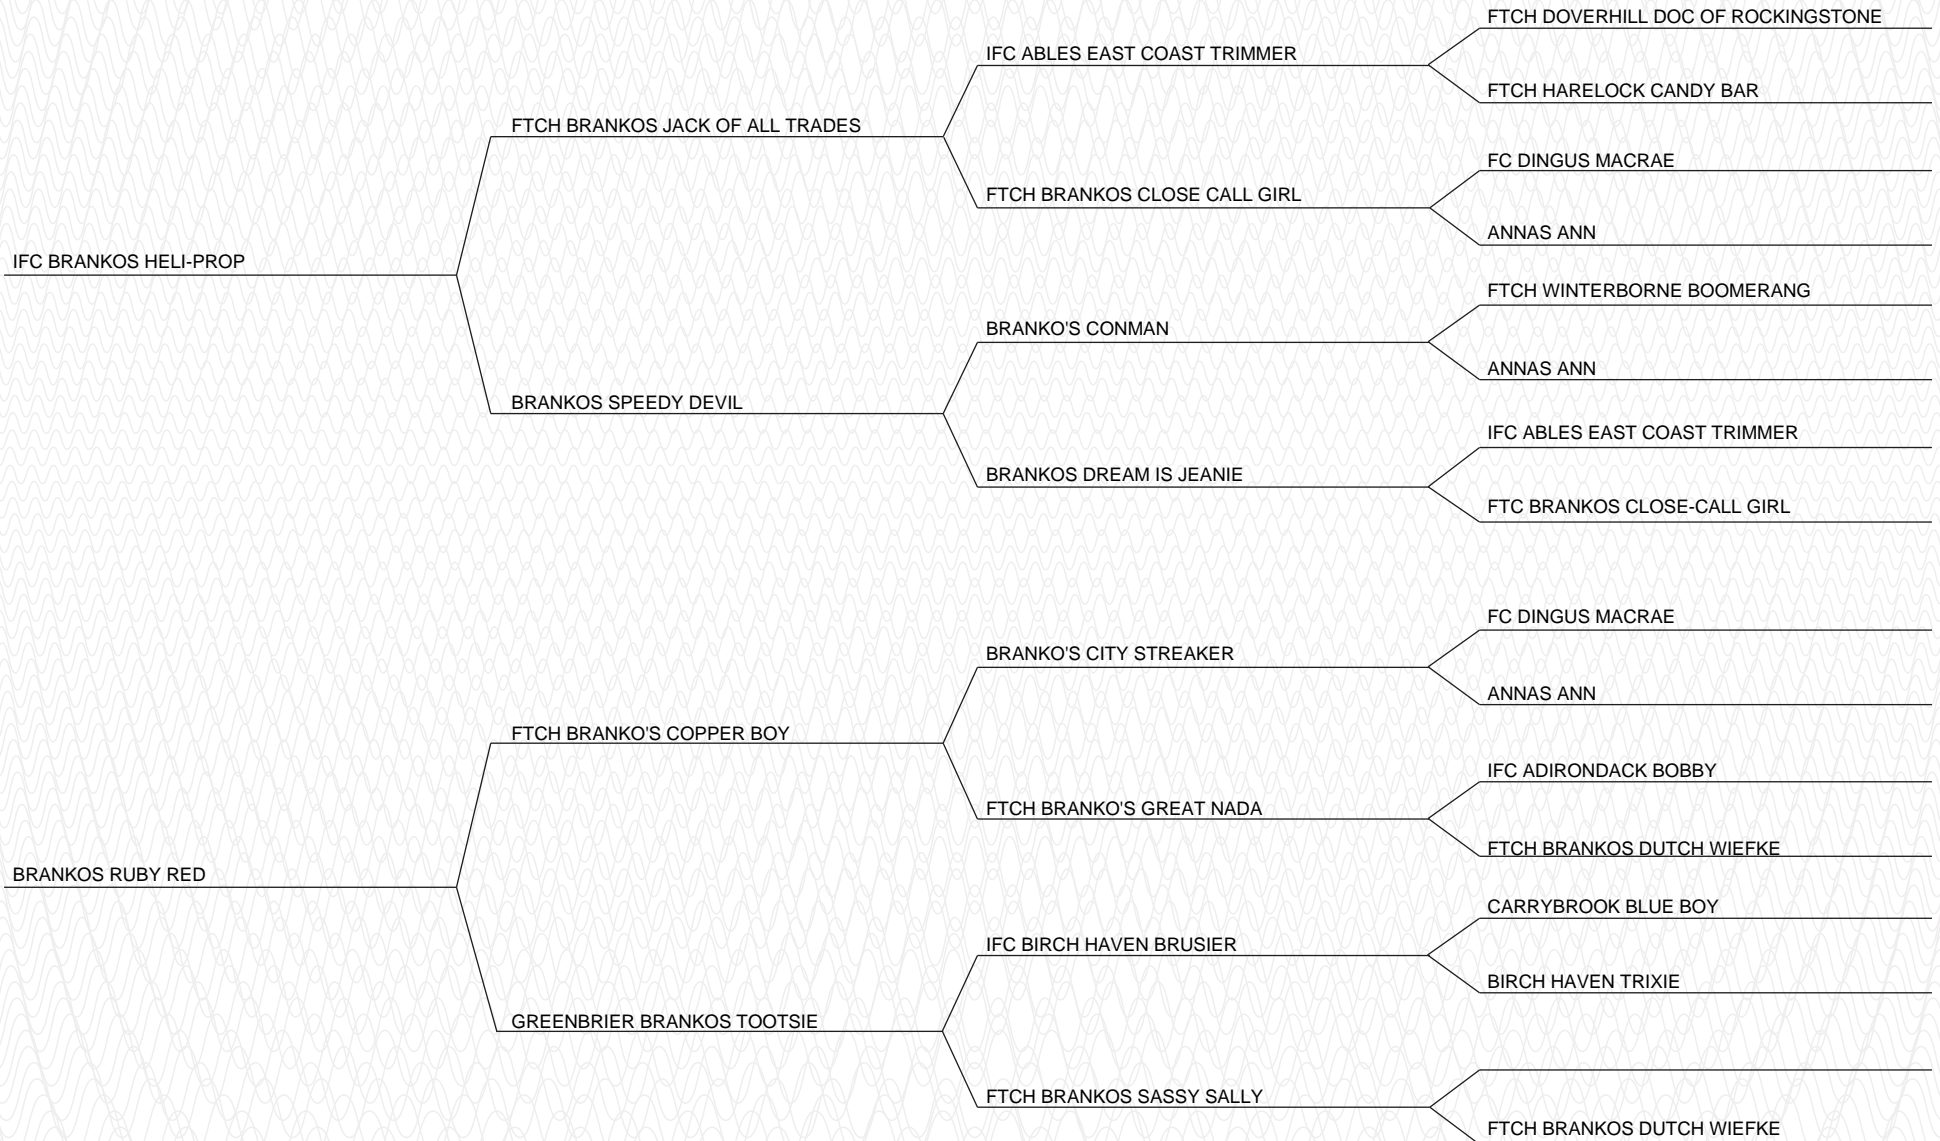 FTCH DOVERHILL DOC OF ROCKINGSTONE
IFC ABLES EAST COAST TRIMMER
FTCH HARELOCK CANDY BAR
FTCH BRANKOS JACK OF ALL TRADES
FC DINGUS MACRAE
FTCH BRANKOS CLOSE CALL GIRL
ANNAS ANN
IFC BRANKOS HELI-PROP
FTCH WINTERBORNE BOOMERANG
BRANKO'S CONMAN
ANNAS ANN
BRANKOS SPEEDY DEVIL
IFC ABLES EAST COAST TRIMMER
BRANKOS DREAM IS JEANIE
FTC BRANKOS CLOSE-CALL GIRL
FC DINGUS MACRAE
BRANKO'S CITY STREAKER
ANNAS ANN
FTCH BRANKO'S COPPER BOY
IFC ADIRONDACK BOBBY
FTCH BRANKO'S GREAT NADA
FTCH BRANKOS DUTCH WIEFKE
BRANKOS RUBY RED
CARRYBROOK BLUE BOY
IFC BIRCH HAVEN BRUSIER
BIRCH HAVEN TRIXIE
GREENBRIER BRANKOS TOOTSIE
FTCH BRANKOS SASSY SALLY
FTCH BRANKOS DUTCH WIEFKE